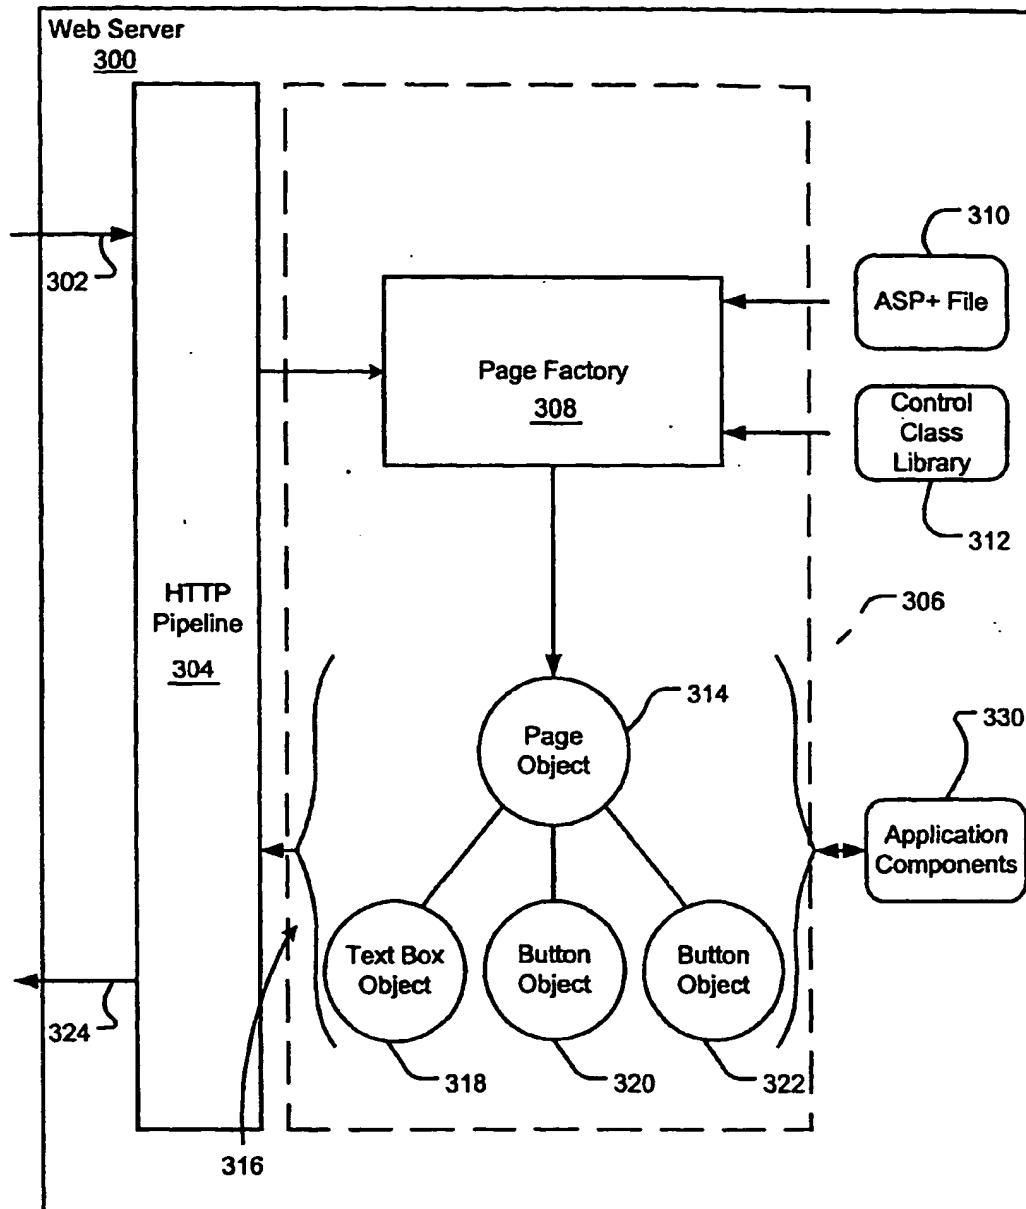 Web Server
300
310
302
ASP+ File
Page Factory
308
Control
Class
Library
312
HTTP
Pipeline
304
306
314
Page
Object
330
Application
Components
Text Box
Object
Button
Object
Button
Object
324
318
320
322
316